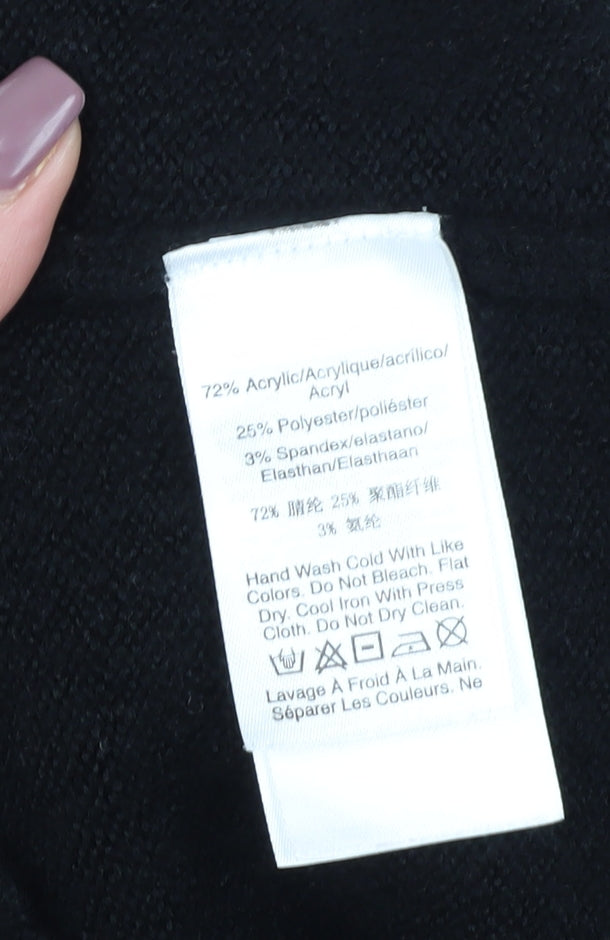 72% Acrylic/Acrylique/acrílico/
Acryl
25% Polyester/poliéster
3% Spandex/elastano/
Elasthan/Elasthaan
72% 腈纶 25% 聚酯纤维
3% 氨纶
Hand Wash Cold With Like
Colors. Do Not Bleach. Flat
Dry. Cool Iron With Press
Cloth. Do Not Dry Clean.
Lavage À Froid À La Main.
Séparer Les Couleurs. Ne